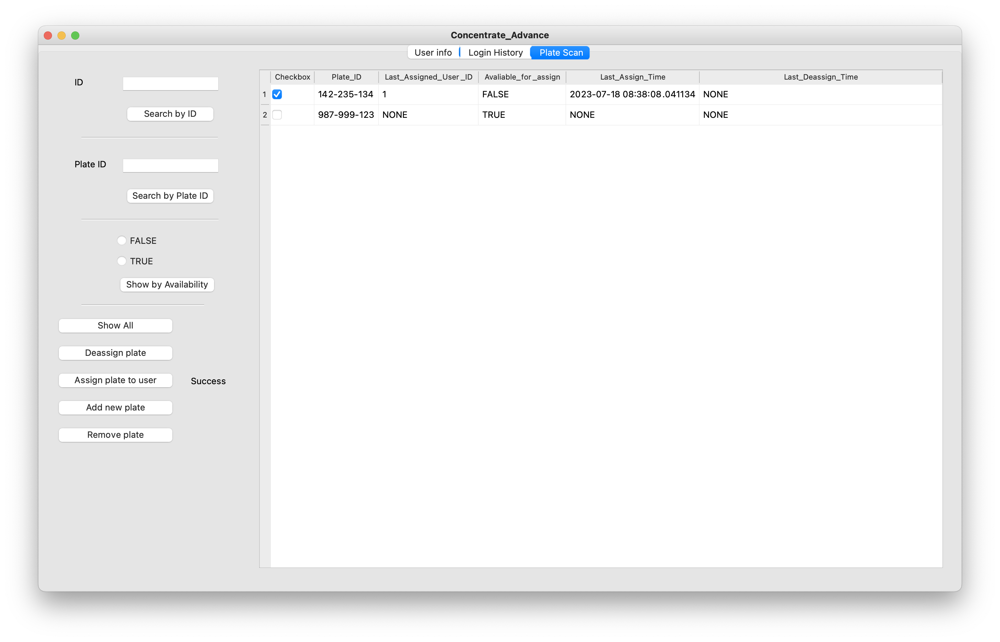 Concentrate_Advance
User info Login History Plate Scan
ID
Search by ID
Plate ID
Search by Plate ID
FALSE
TRUE
Show by Availability
Show All
Deassign plate
Assign plate to user Success
Add new plate
Remove plate
Checkbox Plate_ID Last_Assigned_User_ID Avaliable_for_assign Last_Assign_Time Last_Deassign_Time
1 142-235-134 1 FALSE 2023-07-18 08:38:08.041134 NONE
2 987-999-123 NONE TRUE NONE NONE